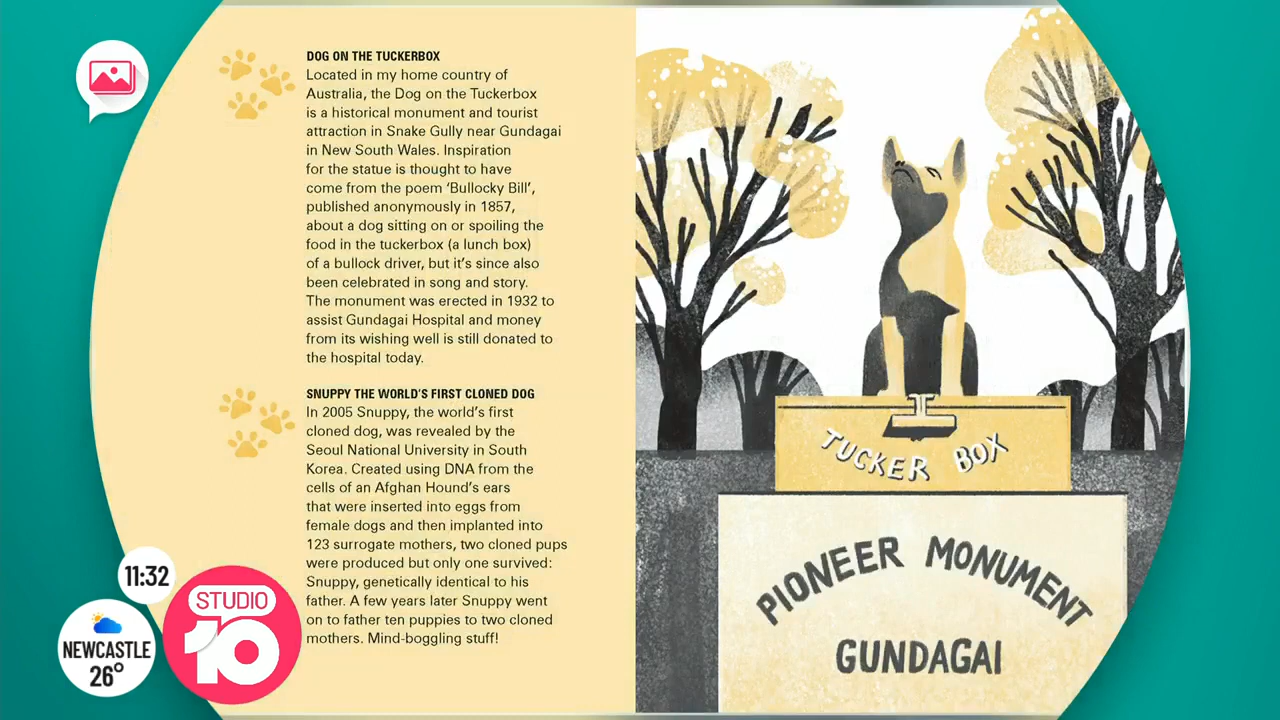 DOG ON THE TUCKERBOX
Located in my home country of
Australia, the Dog on the Tuckerbox
is a historical monument and tourist
attraction in Snake Gully near Gundagai
in New South Wales. Inspiration
for the statue is thought to have
come from the poem ‘Bullocky Bill’,
published anonymously in 1857,
about a dog sitting on or spoiling the
food in the tuckerbox (a lunch box)
of a bullock driver, but it’s since also
been celebrated in song and story.
The monument was erected in 1932 to
assist Gundagai Hospital and money
from its wishing well is still donated to
the hospital today.
SNUPPY THE WORLD’S FIRST CLONED DOG
In 2005 Snuppy, the world’s first
cloned dog, was revealed by the
Seoul National University in South
Korea. Created using DNA from the
cells of an Afghan Hound’s ears
that were inserted into eggs from
female dogs and then implanted into
123 surrogate mothers, two cloned pups
were produced but only one survived:
Snuppy, genetically identical to his
father. A few years later Snuppy went
on to father ten puppies to two cloned
mothers. Mind-boggling stuff!
TUCKER BOX
PIONEER MONUMENT
GUNDAGAI
11:32
STUDIO
10
NEWCASTLE
26°